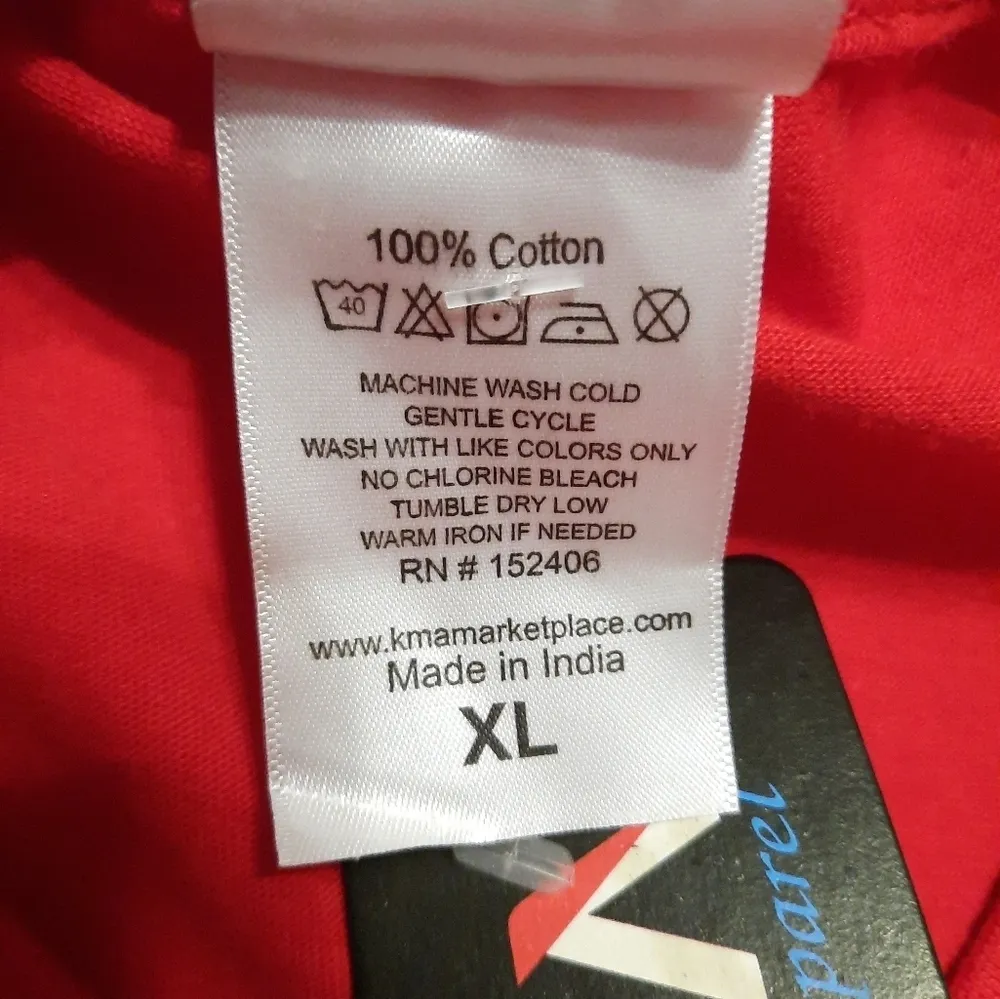 100% Cotton
40
MACHINE WASH COLD
GENTLE CYCLE
WASH WITH LIKE COLORS ONLY
NO CHLORINE BLEACH
TUMBLE DRY LOW
WARM IRON IF NEEDED
RN # 152406
www.kmamarketplace.com
Made in India
XL